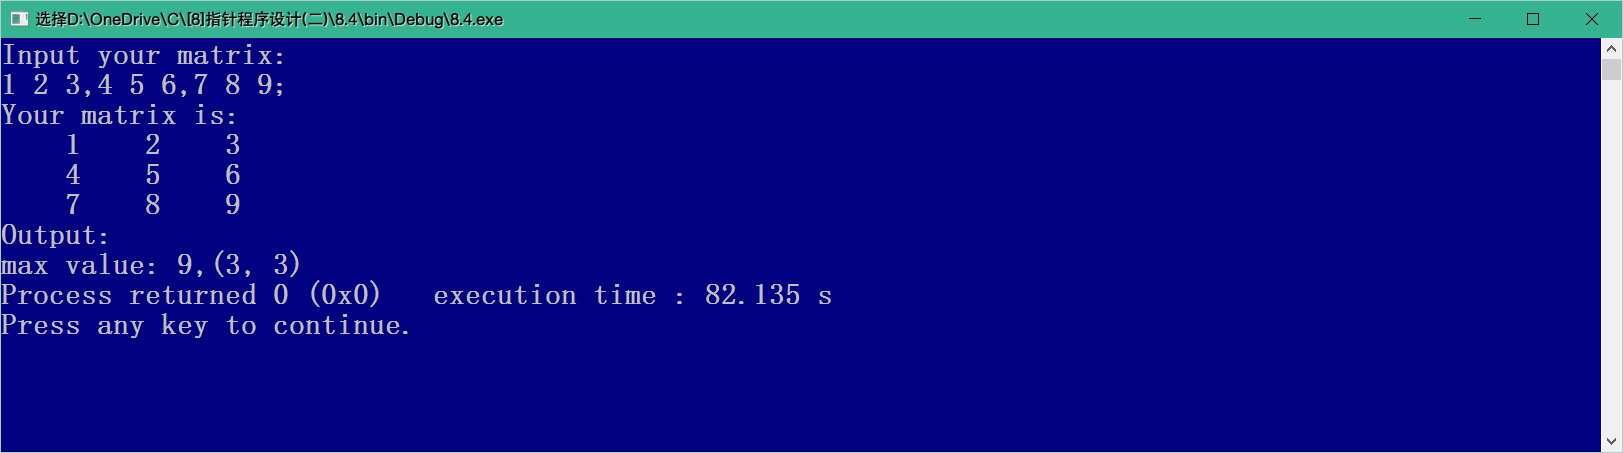 选择D:\OneDrive\C\[8]指针程序设计(二)\8.4\bin\Debug\8.4.exe
Input your matrix:
1 2 3,4 5 6,7 8 9;
Your matrix is:
    1    2    3
    4    5    6
    7    8    9
Output:
max value: 9,(3, 3)
Process returned 0 (0x0)   execution time : 82.135 s
Press any key to continue.